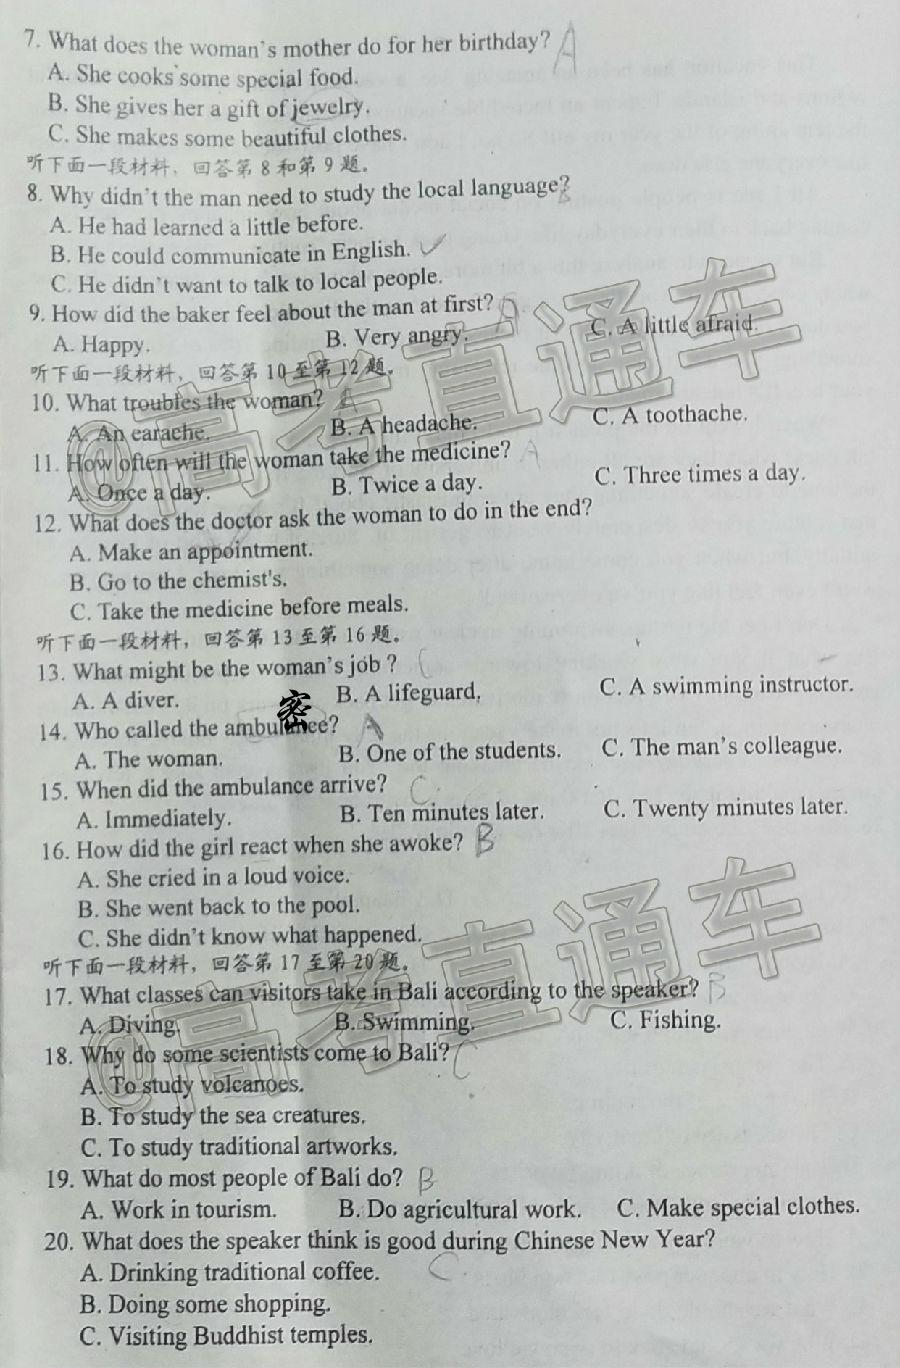 7. What does the woman's mother do for her birthday? A
A. She cooks some special food.
B. She gives her a gift of jewelry.
C. She makes some beautiful clothes.
听下面一段材料，回答第 8 和第 9 题。
8. Why didn't the man need to study the local language? B
A. He had learned a little before.
B. He could communicate in English.
C. He didn't want to talk to local people.
9. How did the baker feel about the man at first? A
A. Happy. B. Very angry. C. A little afraid.
听下面一段材料，回答第 10 至第 12 题。
10. What troubles the woman? A
A. An earache. B. A headache. C. A toothache.
11. How often will the woman take the medicine? A
A. Once a day. B. Twice a day. C. Three times a day.
12. What does the doctor ask the woman to do in the end?
A. Make an appointment.
B. Go to the chemist's.
C. Take the medicine before meals.
听下面一段材料，回答第 13 至第 16 题。
13. What might be the woman's job ? C
A. A diver. B. A lifeguard. C. A swimming instructor.
密
14. Who called the ambulance? A
A. The woman. B. One of the students. C. The man's colleague.
15. When did the ambulance arrive? C
A. Immediately. B. Ten minutes later. C. Twenty minutes later.
16. How did the girl react when she awoke? B
A. She cried in a loud voice.
B. She went back to the pool.
C. She didn't know what happened.
听下面一段材料，回答第 17 至第 20 题。
17. What classes can visitors take in Bali according to the speaker? B
A. Diving. B. Swimming. C. Fishing.
18. Why do some scientists come to Bali? C
A. To study volcanoes.
B. To study the sea creatures.
C. To study traditional artworks.
19. What do most people of Bali do? B
A. Work in tourism. B. Do agricultural work. C. Make special clothes.
20. What does the speaker think is good during Chinese New Year?
A. Drinking traditional coffee. C
B. Doing some shopping.
C. Visiting Buddhist temples.
@高考直通车
@高考直通车